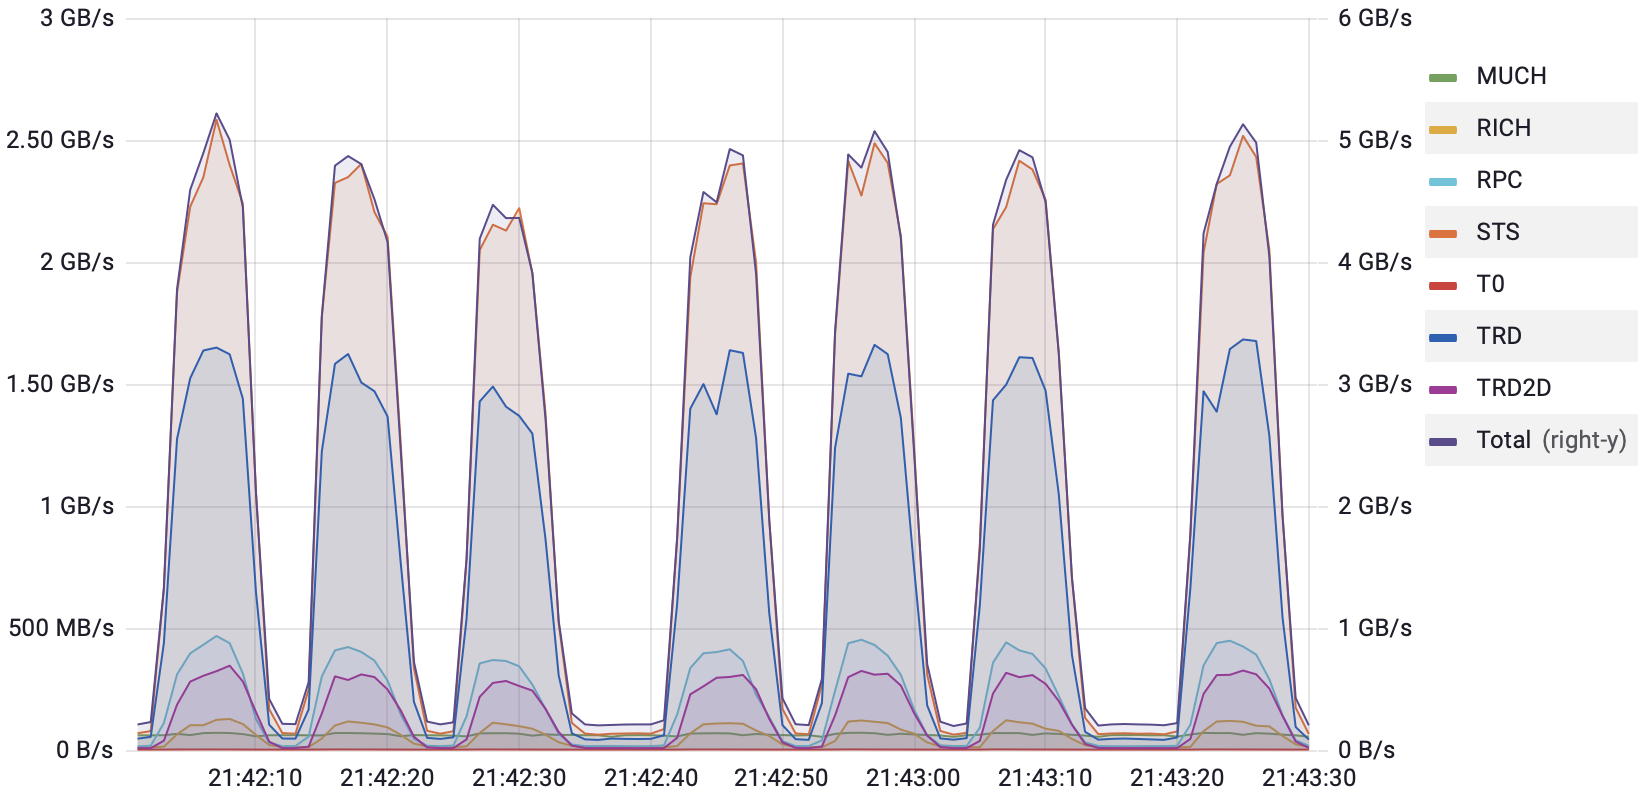 3 GB/s
2.50 GB/s
2 GB/s
1.50 GB/s
1 GB/s
500 MB/s
0 B/s
6 GB/s
5 GB/s
4 GB/s
3 GB/s
2 GB/s
1 GB/s
0 B/s
21:42:10 21:42:20 21:42:30 21:42:40 21:42:50 21:43:00 21:43:10 21:43:20 21:43:30
MUCH
RICH
RPC
STS
T0
TRD
TRD2D
Total (right-y)